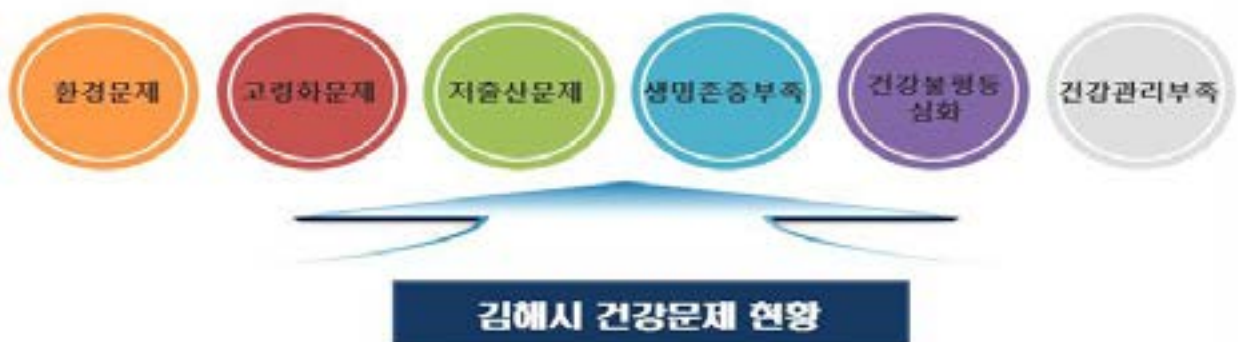 환경문제
고령화문제
저출산문제
생명존중부족
건강불평등
심화
건강관리부족
김해시 건강문제 현황